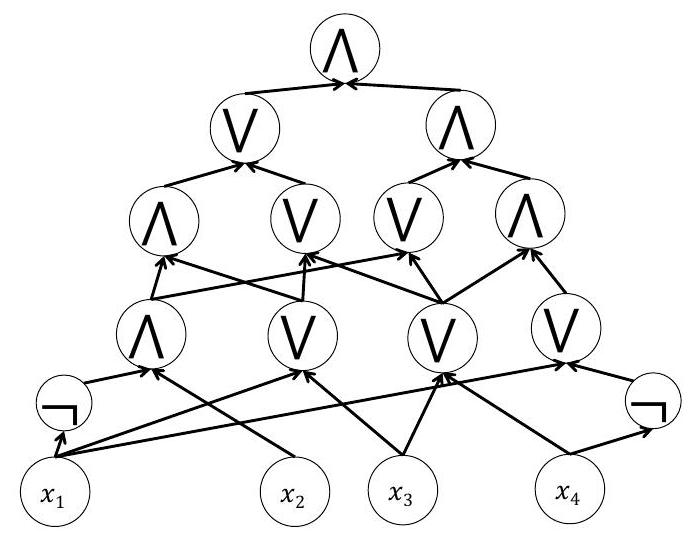 ∧
∨ ∧
∧ ∨ ∨ ∧
∧ ∨ ∨ ∨
¬ ¬
x₁ x₂ x₃ x₄